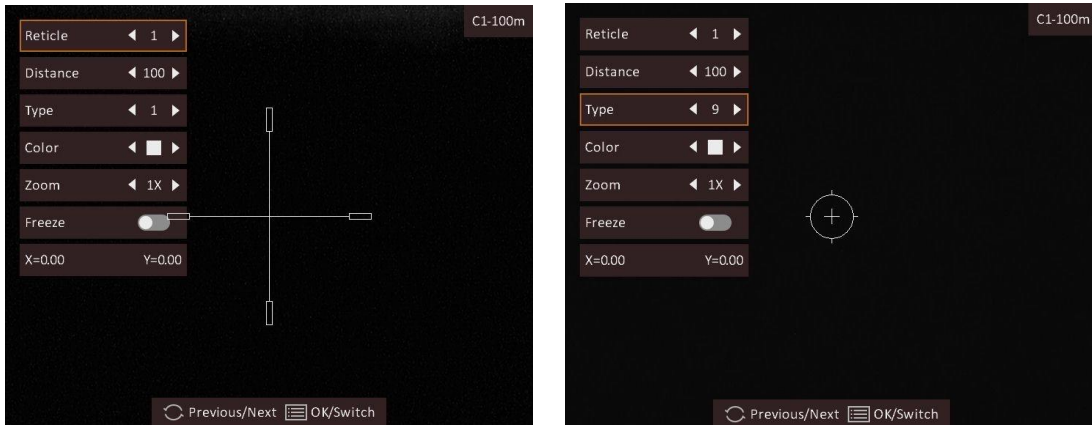 C1-100m
Reticle 1
Distance 100
Type 1
Color
Zoom 1X
Freeze
X=0.00 Y=0.00
Previous/Next OK/Switch
C1-100m
Reticle 1
Distance 100
Type 9
Color
Zoom 1X
Freeze
X=0.00 Y=0.00
Previous/Next OK/Switch